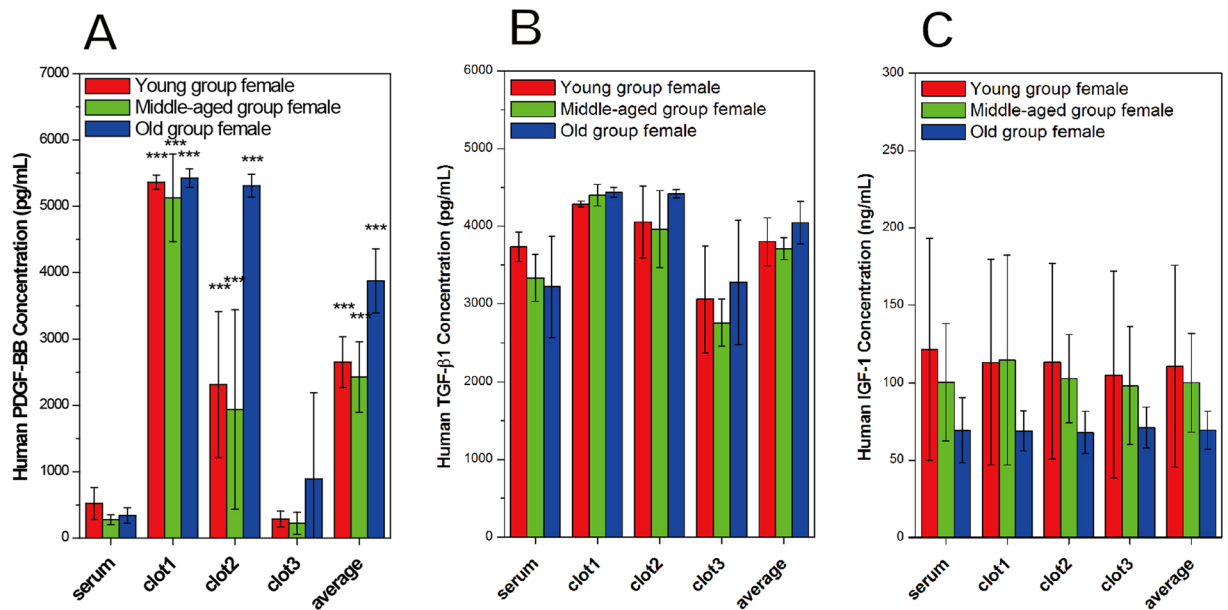 A
Human PDGF-BB Concentration (pg/mL)
7000
6000
5000
4000
3000
2000
1000
0
Young group female
Middle-aged group female
Old group female
***
***
***
***
***
***
***
***
***
serum
clot1
clot2
clot3
average
B
Human TGF-β1 Concentration (pg/mL)
6000
5000
4000
3000
2000
1000
0
Young group female
Middle-aged group female
Old group female
serum
clot1
clot2
clot3
average
C
Human IGF-1 Concentration (ng/mL)
300
250
200
150
100
50
0
Young group female
Middle-aged group female
Old group female
serum
clot1
clot2
clot3
average